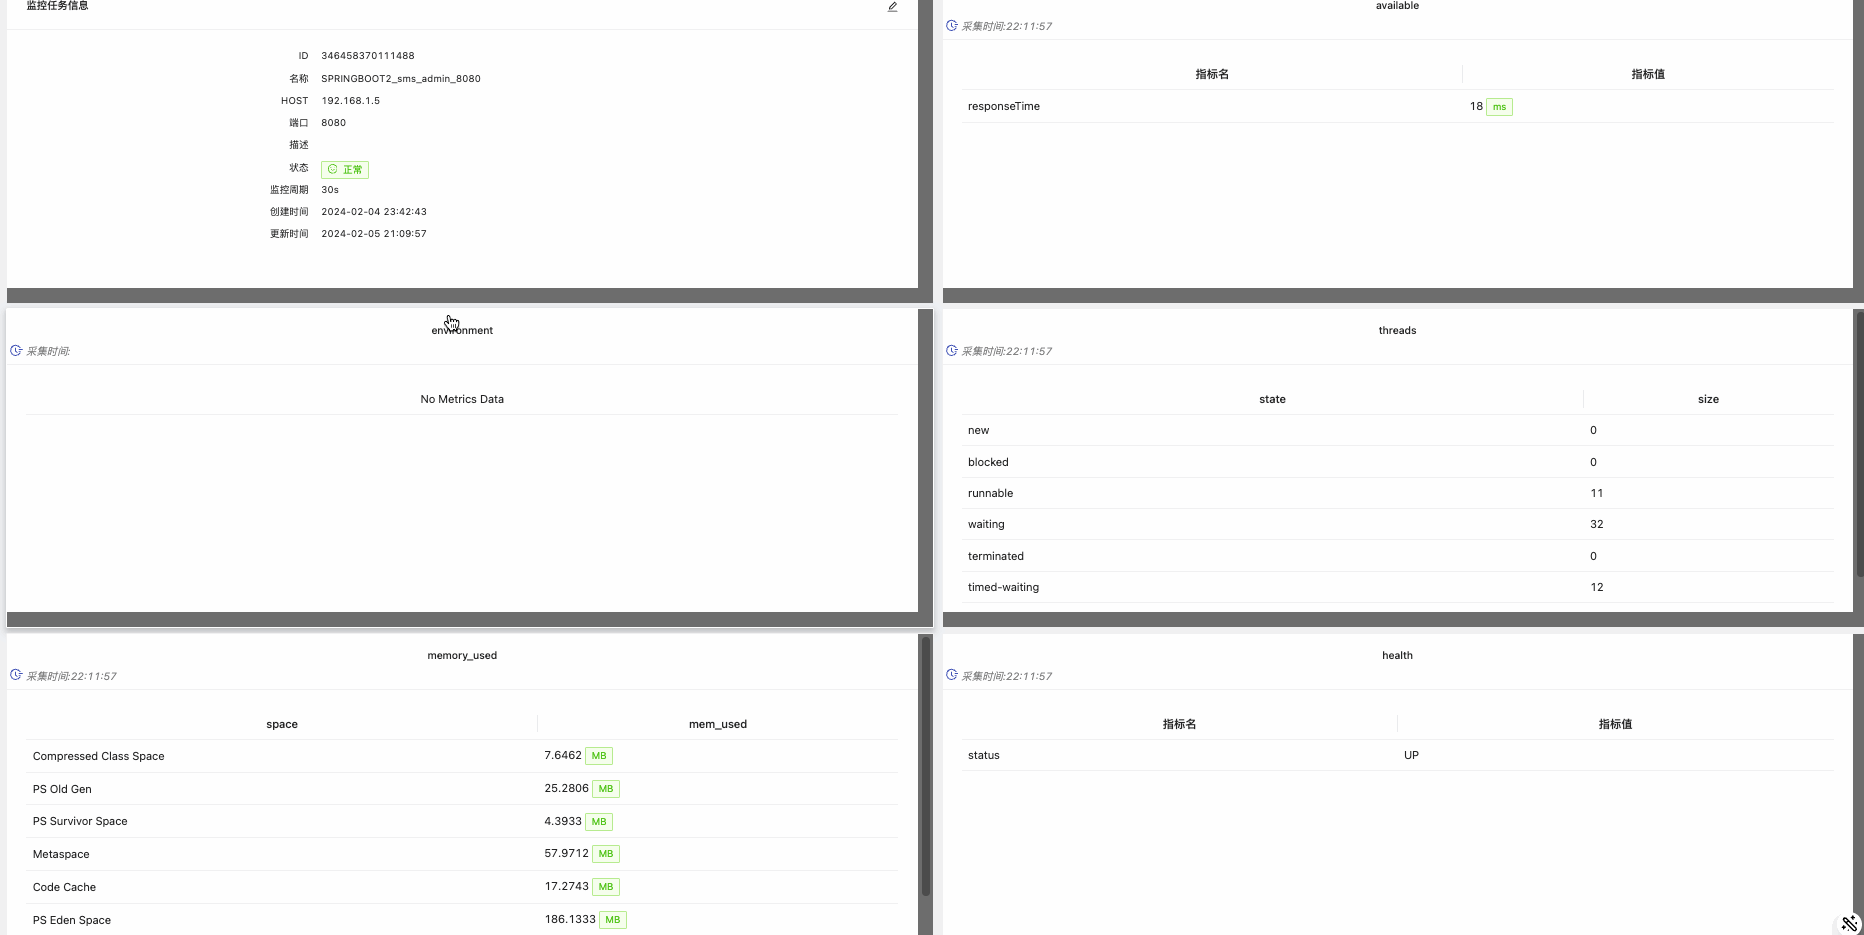 监控任务信息
ID 346458370111488
名称 SPRINGBOOT2_sms_admin_8080
HOST 192.168.1.5
端口 8080
描述
状态 正常
监控周期 30s
创建时间 2024-02-04 23:42:43
更新时间 2024-02-05 21:09:57
available
采集时间:22:11:57
指标名 指标值
responseTime 18 ms
environment
采集时间:
No Metrics Data
threads
采集时间:22:11:57
state size
new 0
blocked 0
runnable 11
waiting 32
terminated 0
timed-waiting 12
memory_used
采集时间:22:11:57
space mem_used
Compressed Class Space 7.6462 MB
PS Old Gen 25.2806 MB
PS Survivor Space 4.3933 MB
Metaspace 57.9712 MB
Code Cache 17.2743 MB
PS Eden Space 186.1333 MB
health
采集时间:22:11:57
指标名 指标值
status UP